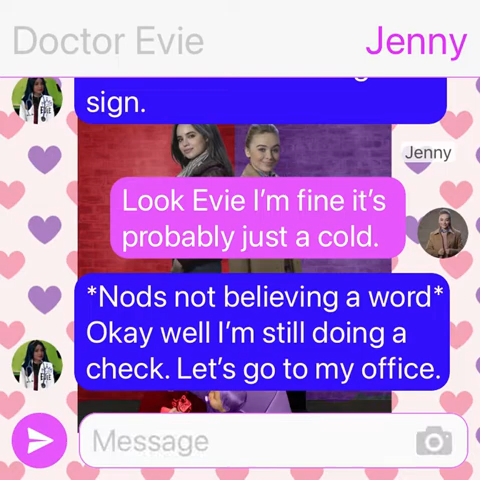 Doctor Evie
Jenny
sign.
Jenny
Look Evie I'm fine it's
probably just a cold.
*Nods not believing a word*
Okay well I'm still doing a
check. Let's go to my office.
Message